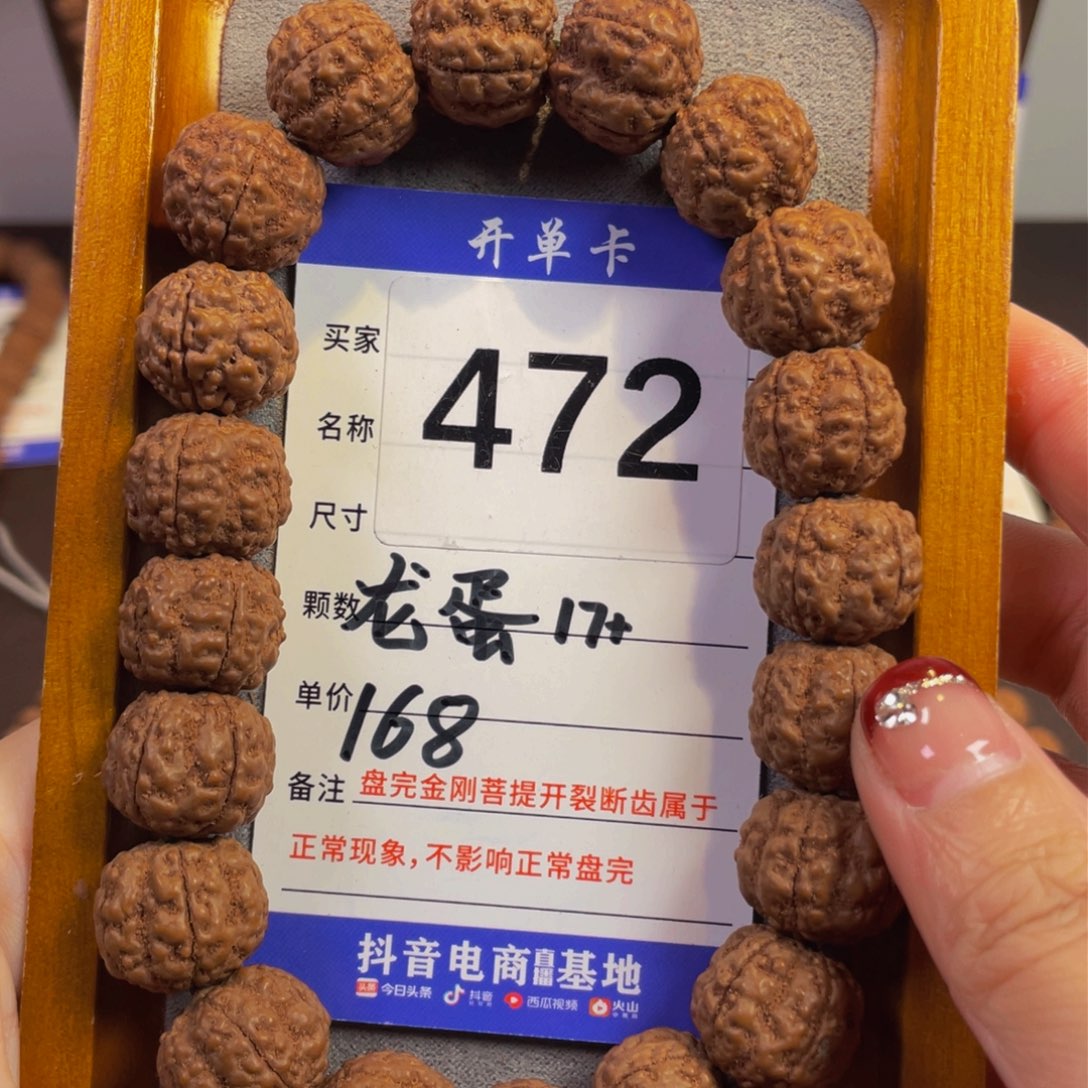 开单卡
买家
472
名称
尺寸
颗数 龙蛋 17+
单价 168
备注 盘完金刚菩提开裂断齿属于
正常现象,不影响正常盘完
抖音电商直播基地
头条 今日头条 抖音 西瓜视频 火山